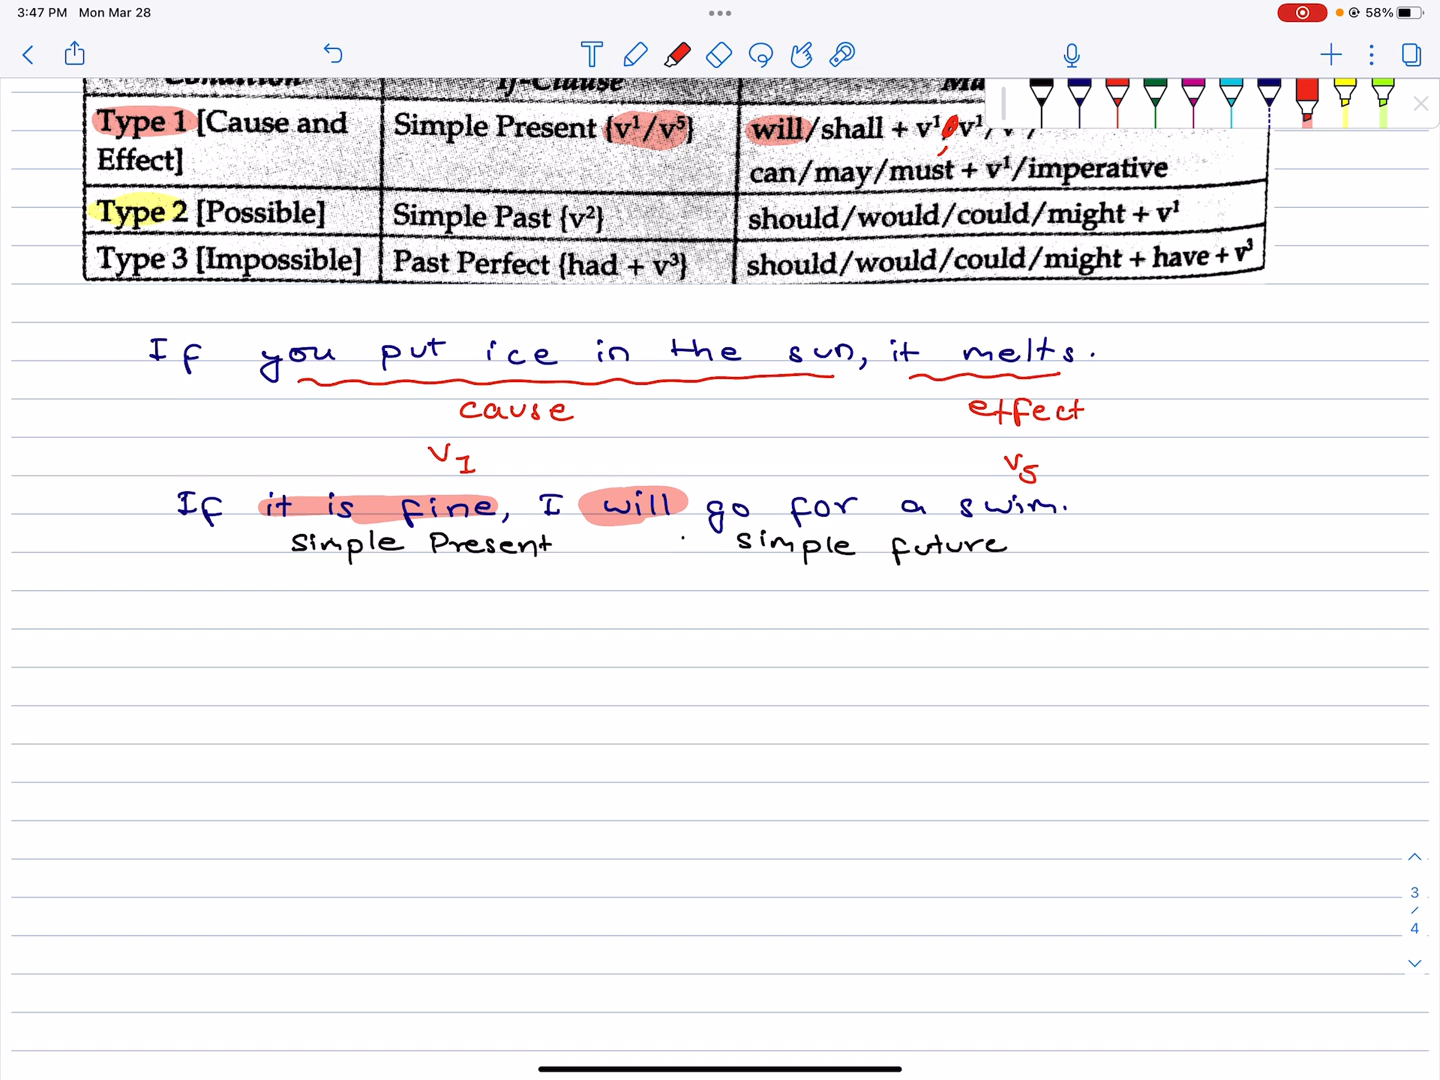 3:47 PM Mon Mar 28
58%
Condition If-Clause
Type 1 [Cause and Effect] Simple Present {v¹/v⁵} will/shall + v¹, v¹/
can/may/must + v¹/imperative
Type 2 [Possible] Simple Past {v²} should/would/could/might + v¹
Type 3 [Impossible] Past Perfect {had + v³} should/would/could/might + have + v³
If you put ice in the sun, it melts.
cause effect
V1 V5
If it is fine, I will go for a swim.
Simple Present simple future
3
/
4